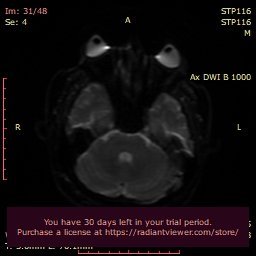 Im: 31/48
Se: 4
A
STP116
STP116
M
Ax DWI B 1000
R
L
You have 30 days left in your trial period.
Purchase a license at https://radiantviewer.com/store/